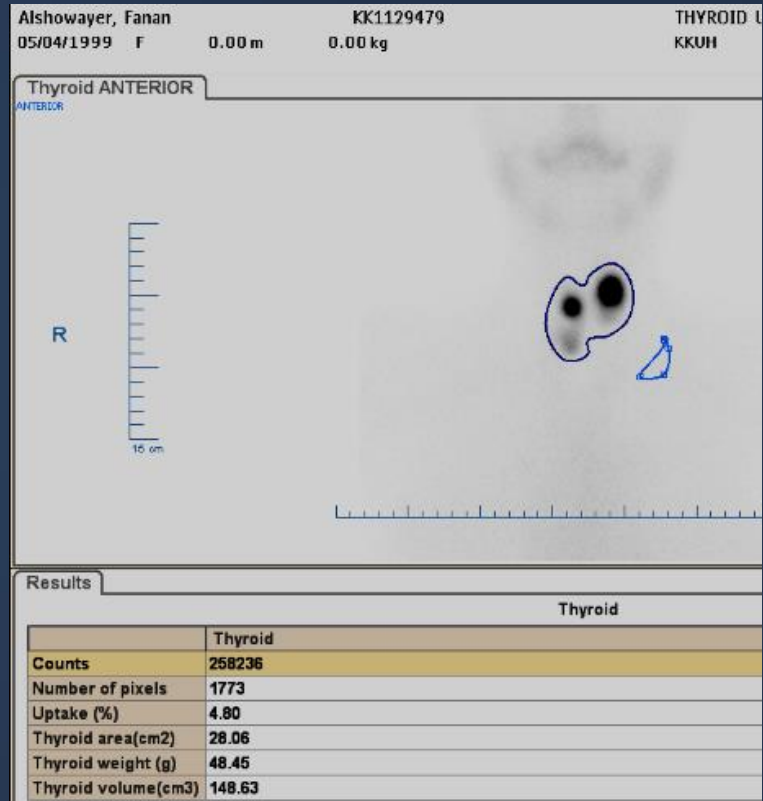 Alshowayer, Fanan KK1129479 THYROID U
05/04/1999 F 0.00 m 0.00 kg KKUH
Thyroid ANTERIOR
ANTERIOR
R
15 cm
Results
Thyroid
Thyroid
Counts 258236
Number of pixels 1773
Uptake (%) 4.80
Thyroid area(cm2) 28.06
Thyroid weight (g) 48.45
Thyroid volume(cm3) 148.63